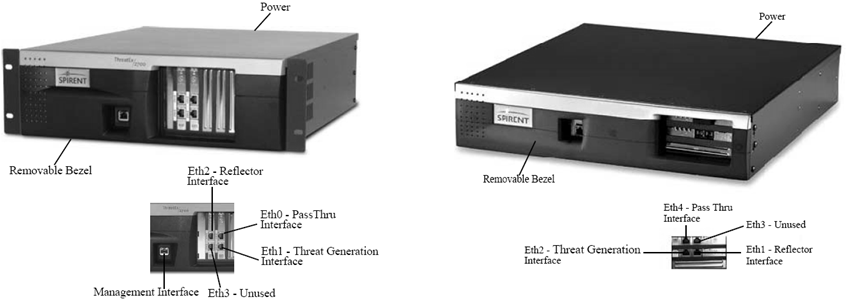 Power
ThreatEx
SPIRENT
Removable Bezel
Eth2 - Reflector
Interface
Eth0 - PassThru
Interface
Eth1 - Threat Generation
Interface
Management Interface
Eth3 - Unused
Power
SPIRENT
Removable Bezel
Eth4 - Pass Thru
Interface
Eth3 - Unused
Eth2 - Threat Generation
Interface
Eth1 - Reflector
Interface